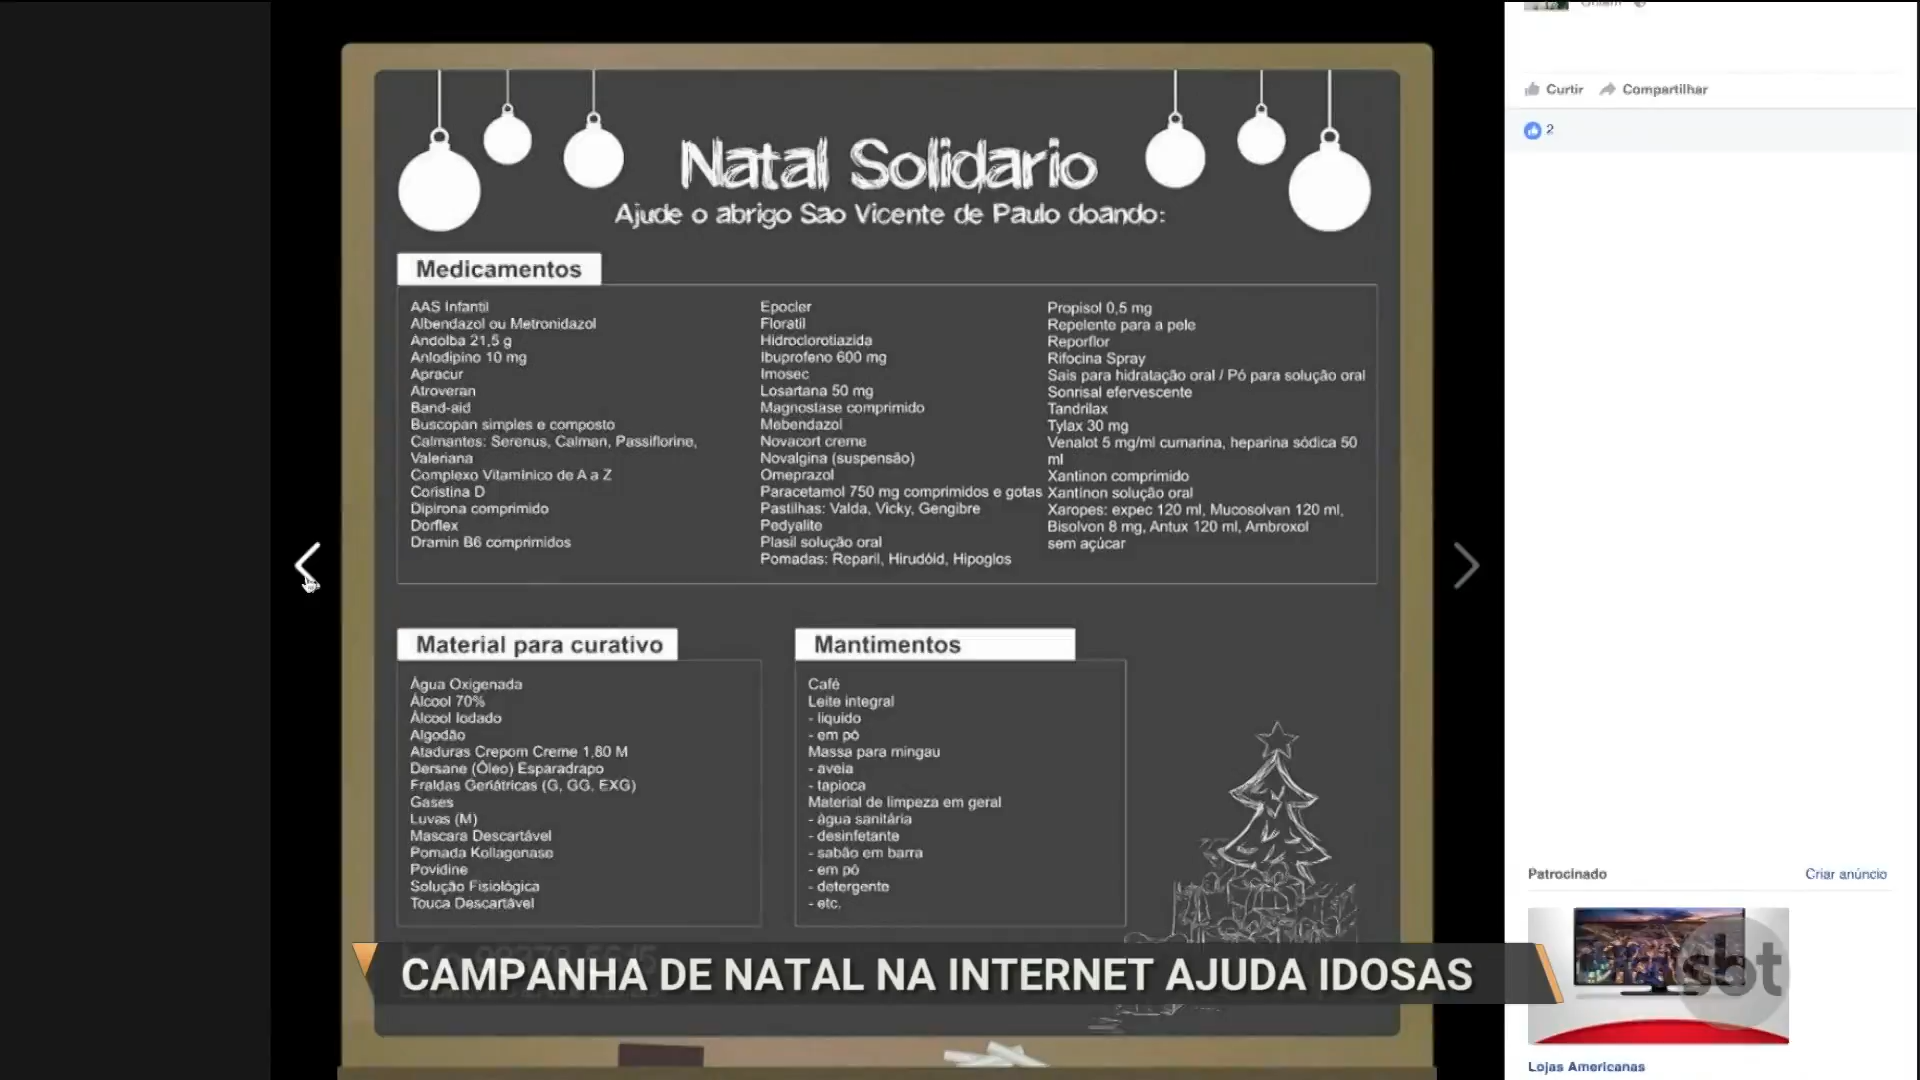 Natal Solidario
Ajude o abrigo Sao Vicente de Paulo doando:
Medicamentos
AAS Infantil
Albendazol ou Metronidazol
Andolba 21,5 g
Anlodipino 10 mg
Apracur
Atroveran
Band-aid
Buscopan simples e composto
Calmantes: Serenus, Calman, Passiflorine,
Valeriana
Complexo Vitamínico de A a Z
Coristina D
Dipirona comprimido
Dorflex
Dramin B6 comprimidos
Epocler
Floratil
Hidroclorotiazida
Ibuprofeno 600 mg
Imosec
Losartana 50 mg
Magnostase comprimido
Mebendazol
Novacort creme
Novalgina (suspensão)
Omeprazol
Paracetamol 750 mg comprimidos e gotas
Pastilhas: Valda, Vicky, Gengibre
Pedyalite
Plasil solução oral
Pomadas: Reparil, Hirudóid, Hipoglos
Propisol 0,5 mg
Repelente para a pele
Reporflor
Rifocina Spray
Sais para hidratação oral / Pó para solução oral
Sonrisal efervescente
Tandrilax
Tylax 30 mg
Venalot 5 mg/ml cumarina, heparina sódica 50
ml
Xantinon comprimido
Xantinon solução oral
Xaropes: expec 120 ml, Mucosolvan 120 ml,
Bisolvon 8 mg, Antux 120 ml, Ambroxol
sem açúcar
Material para curativo
Água Oxigenada
Álcool 70%
Álcool Iodado
Algodão
Ataduras Crepom Creme 1,80 M
Dersane (Óleo) Esparadrapo
Fraldas Geriátricas (G, GG, EXG)
Gases
Luvas (M)
Mascara Descartável
Pomada Kollagenase
Povidine
Solução Fisiológica
Touca Descartável
Mantimentos
Café
Leite integral
- liquido
- em pó
Massa para mingau
- aveia
- tapioca
Material de limpeza em geral
- água sanitária
- desinfetante
- sabão em barra
- em pó
- detergente
- etc.
CAMPANHA DE NATAL NA INTERNET AJUDA IDOSAS
Curtir Compartilhar
2
Patrocinado Criar anúncio
sbt
Lojas Americanas